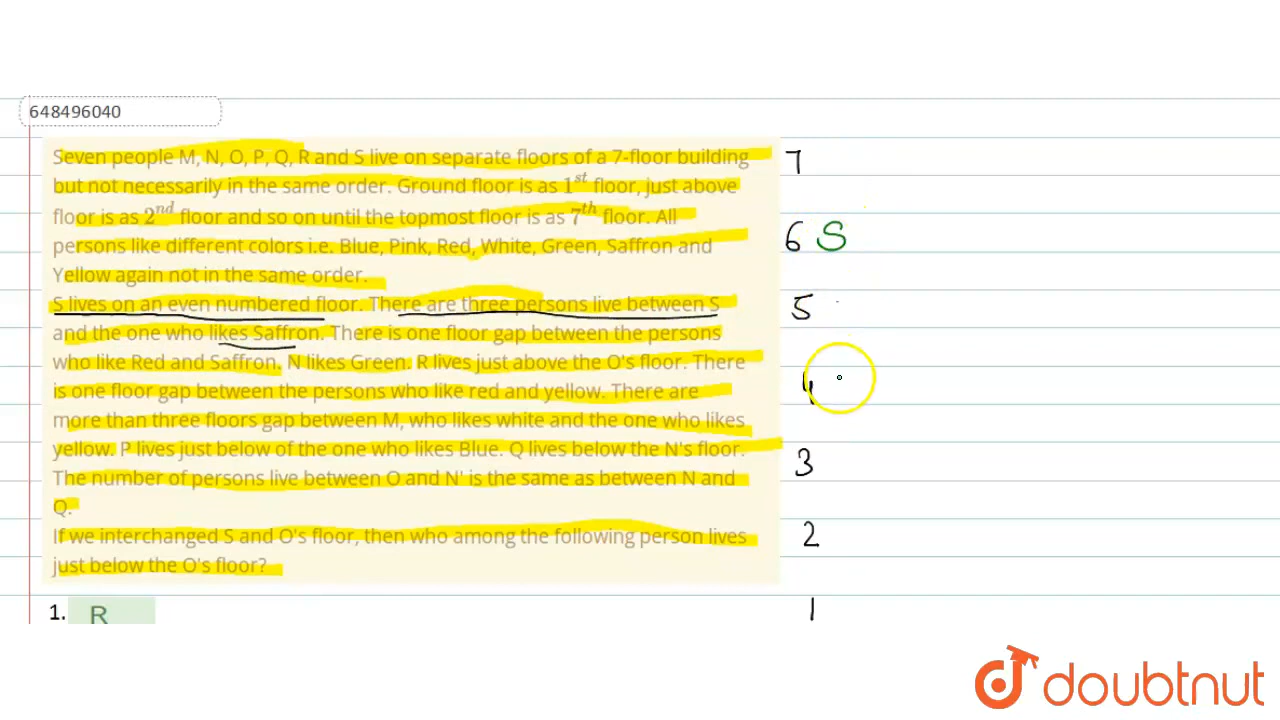 648496040
Seven people M, N, O, P, Q, R and S live on separate floors of a 7-floor building
but not necessarily in the same order. Ground floor is as 1st floor, just above
floor is as 2nd floor and so on until the topmost floor is as 7th floor. All
persons like different colors i.e. Blue, Pink, Red, White, Green, Saffron and
Yellow again not in the same order.
S lives on an even numbered floor. There are three persons live between S
and the one who likes Saffron. There is one floor gap between the persons
who like Red and Saffron. N likes Green. R lives just above the O's floor. There
is one floor gap between the persons who like red and yellow. There are
more than three floors gap between M, who likes white and the one who likes
yellow. P lives just below of the one who likes Blue. Q lives below the N's floor.
The number of persons live between O and N' is the same as between N and
Q.
If we interchanged S and O's floor, then who among the following person lives
just below the O's floor?
1. R
7
6 S
5
4
3
2
1
doubtnut